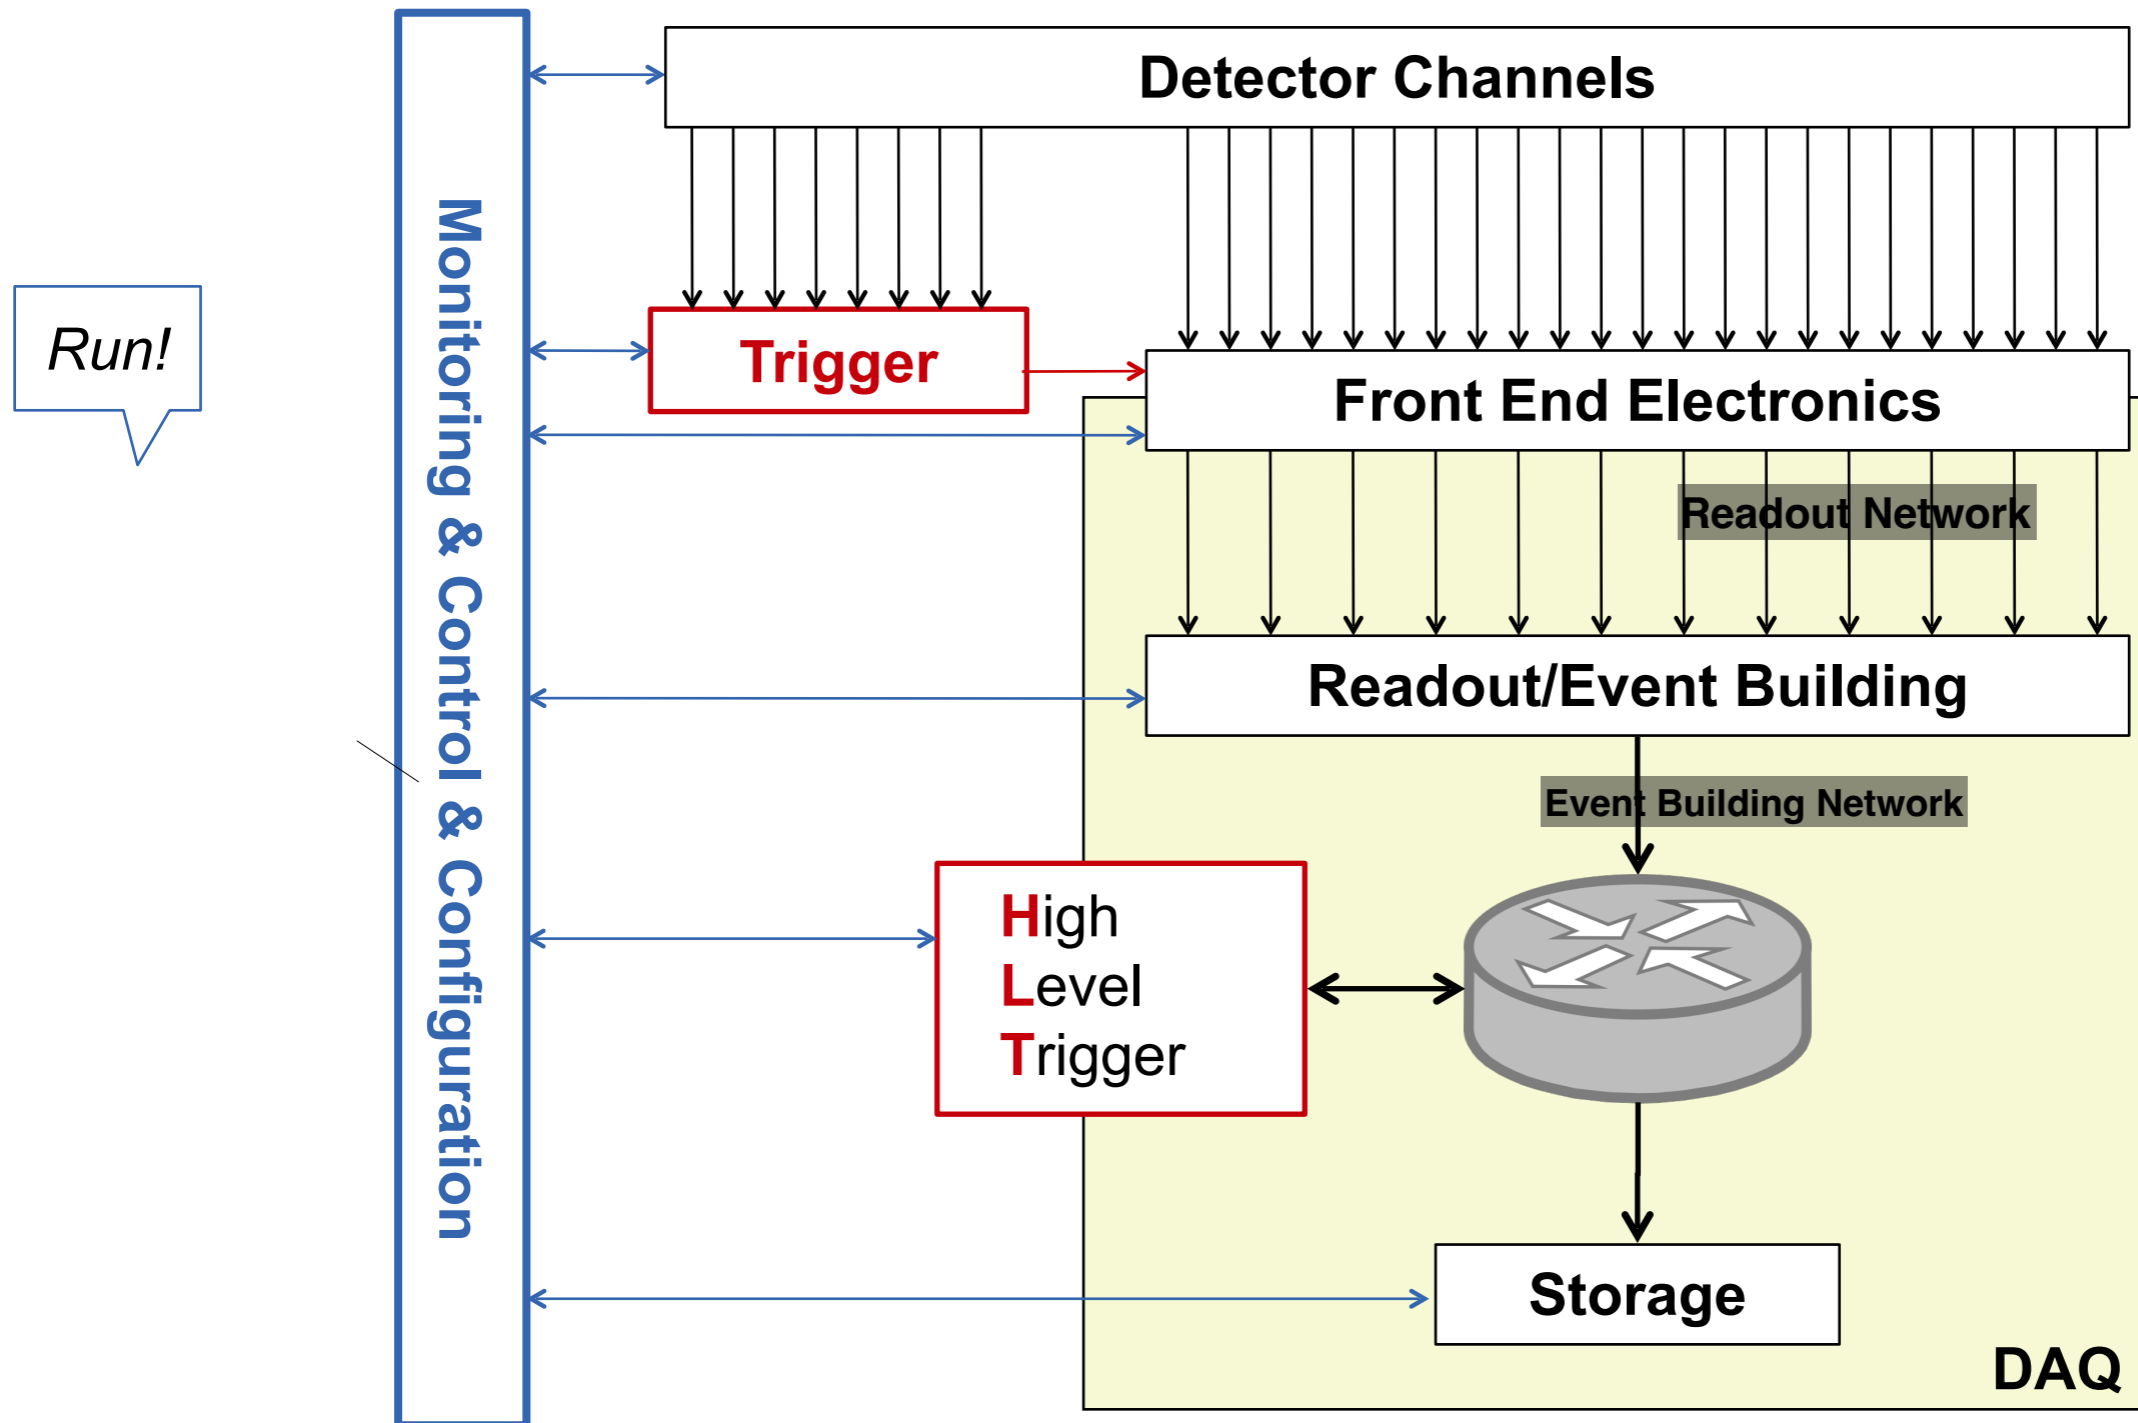 Detector Channels
Monitoring & Control & Configuration
Run!
Trigger
Front End Electronics
Readout Network
Readout/Event Building
Event Building Network
High
Level
Trigger
Storage
DAQ